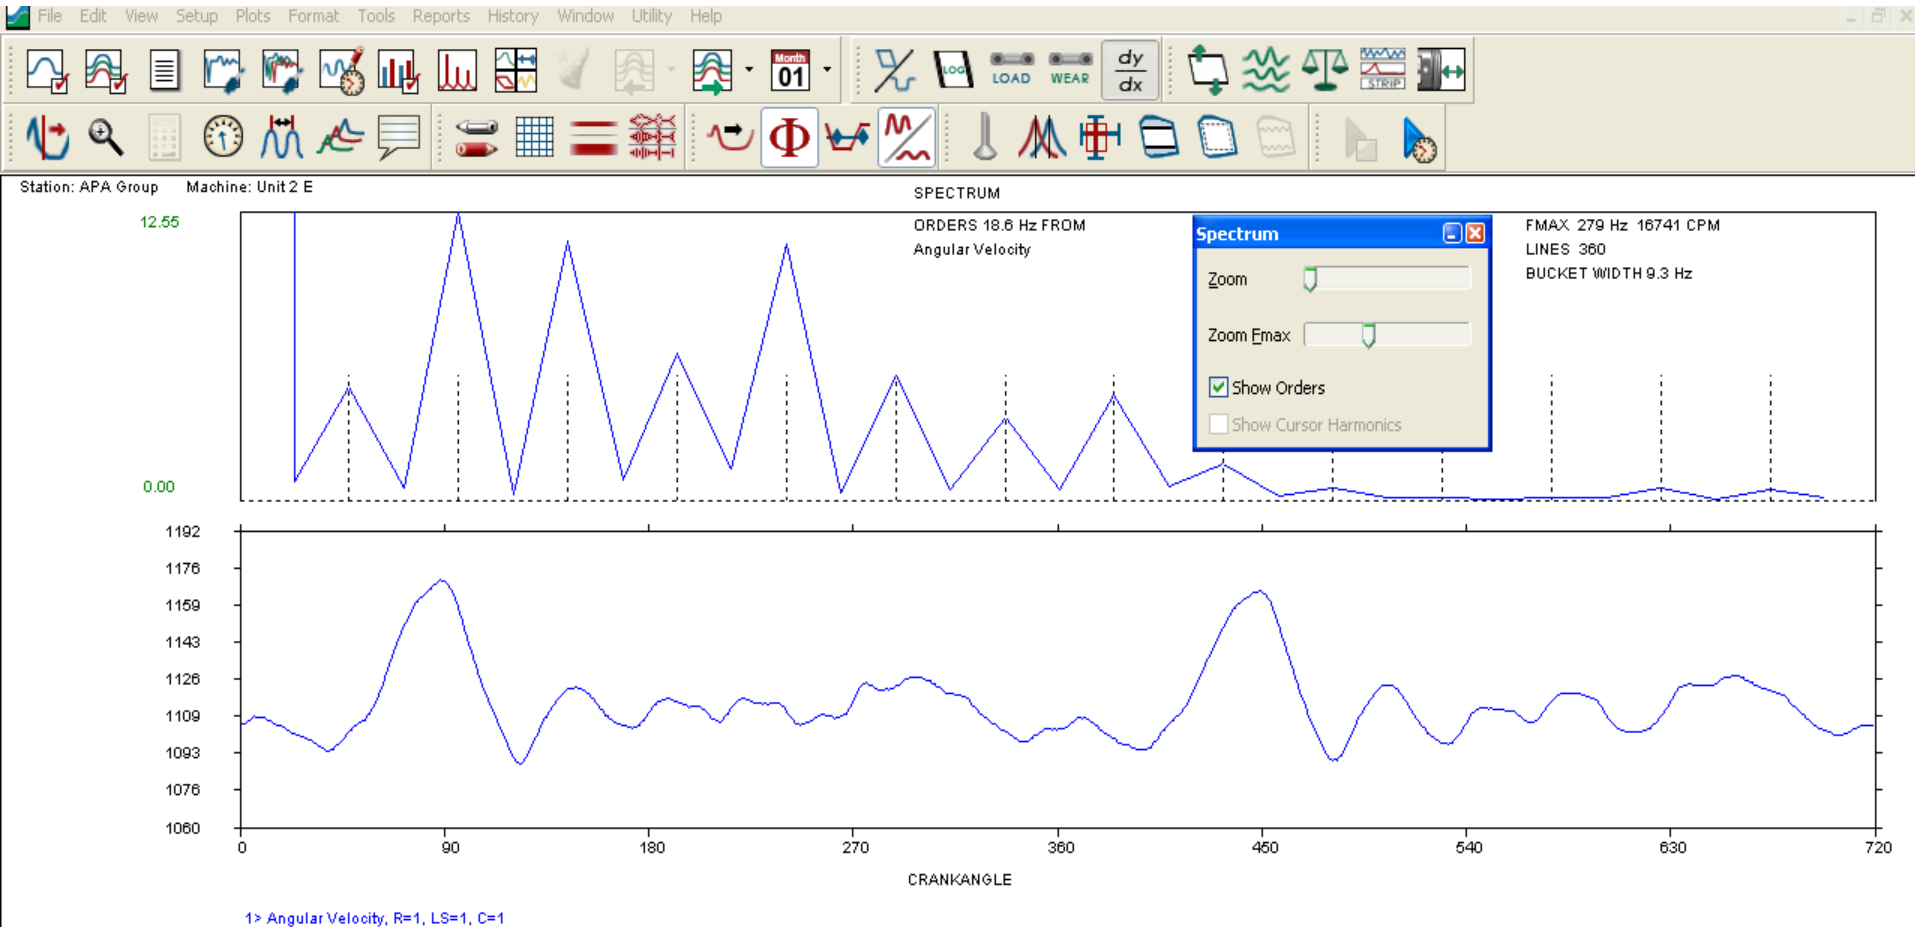 File Edit View Setup Plots Format Tools Reports History Window Utility Help
Month
01
LOG
LOAD
WEAR
dy
dx
STRIP
Φ
Station: APA Group Machine: Unit 2 E
SPECTRUM
12.55
ORDERS 18.6 Hz FROM
Angular Velocity
FMAX 279 Hz 16741 CPM
LINES 360
BUCKET WIDTH 9.3 Hz
Spectrum
Zoom
Zoom Fmax
Show Orders
Show Cursor Harmonics
0.00
1192
1176
1159
1143
1126
1109
1093
1076
1060
0 90 180 270 360 450 540 630 720
CRANKANGLE
1> Angular Velocity, R=1, LS=1, C=1